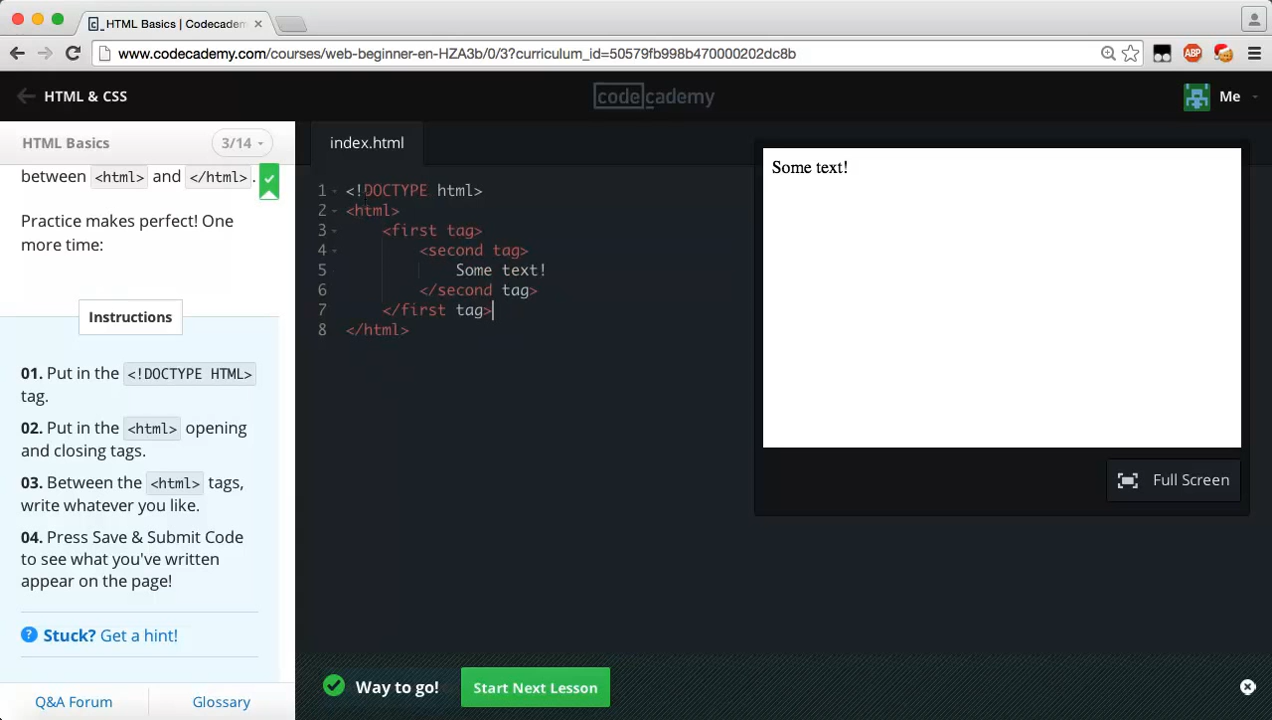 HTML Basics | Codecadem
www.codecademy.com/courses/web-beginner-en-HZA3b/0/3?curriculum_id=50579fb998b470000202dc8b
ABP
HTML & CSS
codecademy
Me
HTML Basics
3/14
between <html> and </html>.
Practice makes perfect! One
more time:
Instructions
01. Put in the <!DOCTYPE HTML>
tag.
02. Put in the <html> opening
and closing tags.
03. Between the <html> tags,
write whatever you like.
04. Press Save & Submit Code
to see what you've written
appear on the page!
? Stuck? Get a hint!
Q&A Forum
Glossary
index.html
1 <!DOCTYPE html>
2 <html>
3 <first tag>
4 <second tag>
5 Some text!
6 </second tag>
7 </first tag>
8 </html>
Some text!
Full Screen
Way to go!
Start Next Lesson